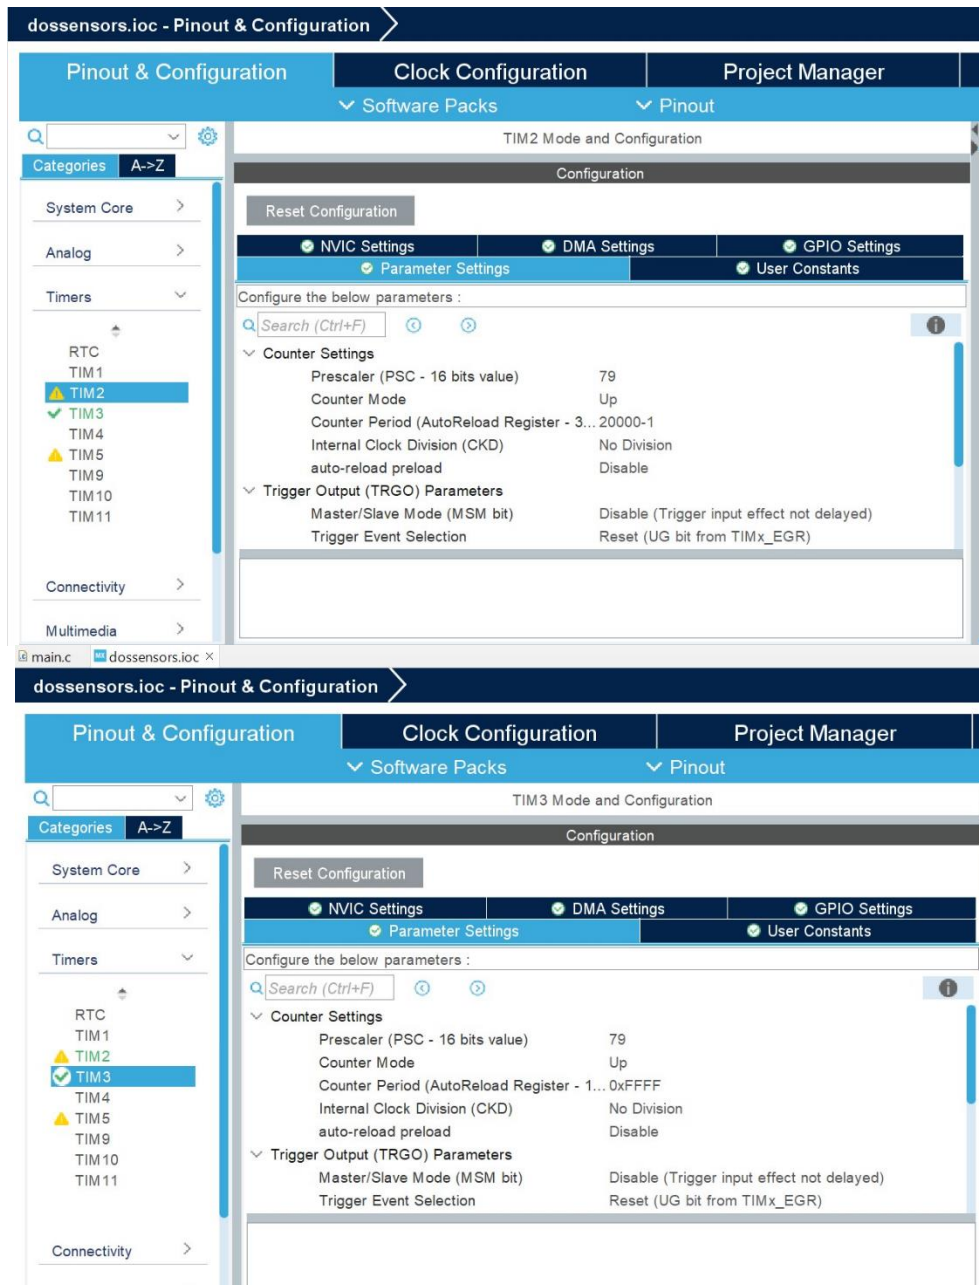 dossensors.ioc - Pinout & Configuration
Pinout & Configuration
Clock Configuration
Project Manager
Software Packs
Pinout
TIM2 Mode and Configuration
Categories
A->Z
Configuration
System Core
Reset Configuration
Analog
NVIC Settings
DMA Settings
GPIO Settings
Parameter Settings
User Constants
Timers
Configure the below parameters :
Search (Ctrl+F)
RTC
TIM1
TIM2
TIM3
TIM4
TIM5
TIM9
TIM10
TIM11
Counter Settings
Prescaler (PSC - 16 bits value) 79
Counter Mode Up
Counter Period (AutoReload Register - 3... 20000-1
Internal Clock Division (CKD) No Division
auto-reload preload Disable
Trigger Output (TRGO) Parameters
Master/Slave Mode (MSM bit) Disable (Trigger input effect not delayed)
Trigger Event Selection Reset (UG bit from TIMx_EGR)
Connectivity
Multimedia
main.c
dossensors.ioc
dossensors.ioc - Pinout & Configuration
Pinout & Configuration
Clock Configuration
Project Manager
Software Packs
Pinout
TIM3 Mode and Configuration
Categories
A->Z
Configuration
System Core
Reset Configuration
Analog
NVIC Settings
DMA Settings
GPIO Settings
Parameter Settings
User Constants
Timers
Configure the below parameters :
Search (Ctrl+F)
RTC
TIM1
TIM2
TIM3
TIM4
TIM5
TIM9
TIM10
TIM11
Counter Settings
Prescaler (PSC - 16 bits value) 79
Counter Mode Up
Counter Period (AutoReload Register - 1... 0xFFFF
Internal Clock Division (CKD) No Division
auto-reload preload Disable
Trigger Output (TRGO) Parameters
Master/Slave Mode (MSM bit) Disable (Trigger input effect not delayed)
Trigger Event Selection Reset (UG bit from TIMx_EGR)
Connectivity